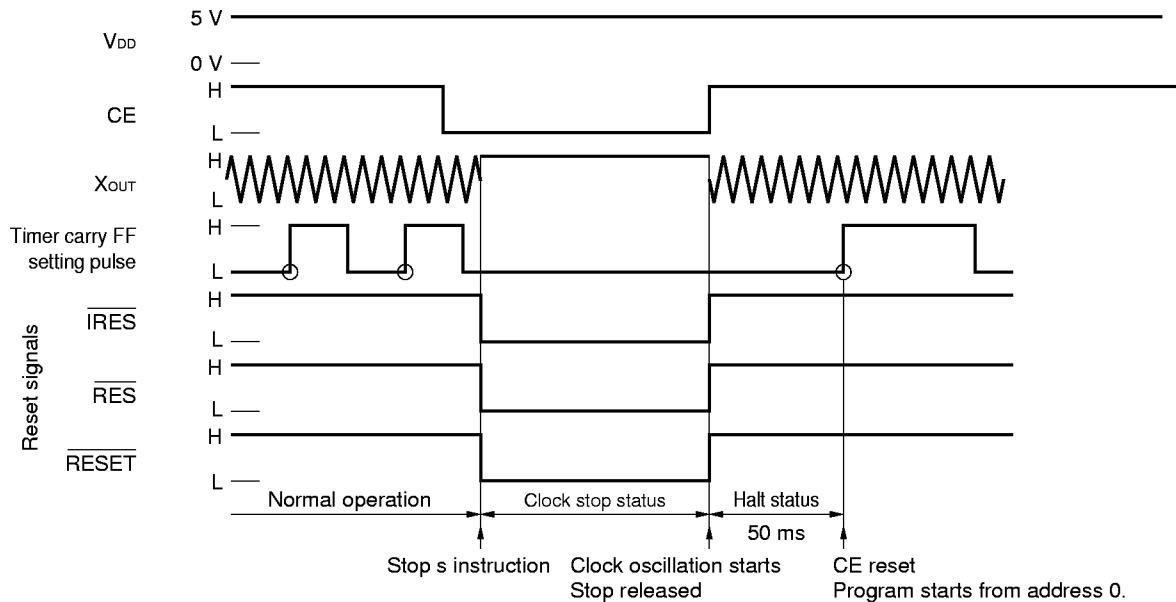 5 V
VDD
0 V
H
CE
L
H
XOUT
L
H
Timer carry FF
setting pulse
L
H
IRES
L
H
RES
L
H
RESET
L
Reset signals
Normal operation
Clock stop status
Halt status
50 ms
Stop s instruction
Clock oscillation starts
Stop released
CE reset
Program starts from address 0.